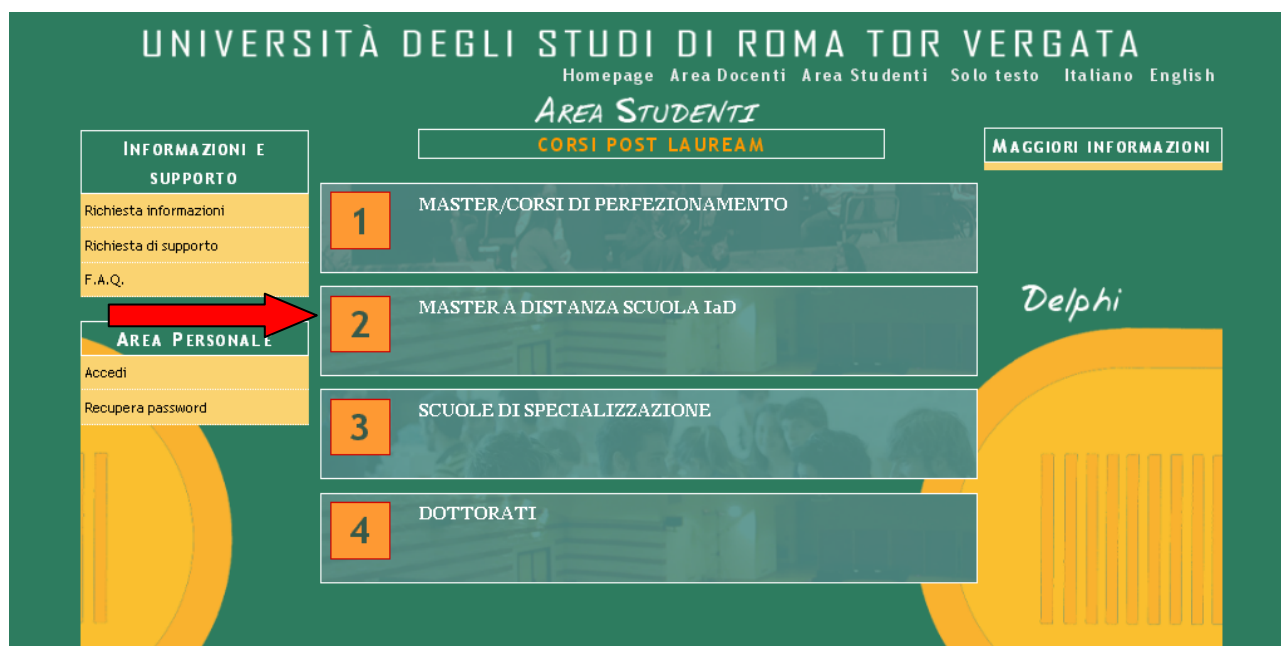 UNIVERSITÀ DEGLI STUDI DI ROMA TOR VERGATA
Homepage Area Docenti Area Studenti Solo testo Italiano English
AREA STUDENTI
CORSI POST LAUREAM
INFORMAZIONI E
SUPPORTO
Richiesta informazioni
Richiesta di supporto
F.A.Q.
AREA PERSONALE
Accedi
Recupera password
1 MASTER/CORSI DI PERFEZIONAMENTO
2 MASTER A DISTANZA SCUOLA IaD
3 SCUOLE DI SPECIALIZZAZIONE
4 DOTTORATI
MAGGIORI INFORMAZIONI
Delphi